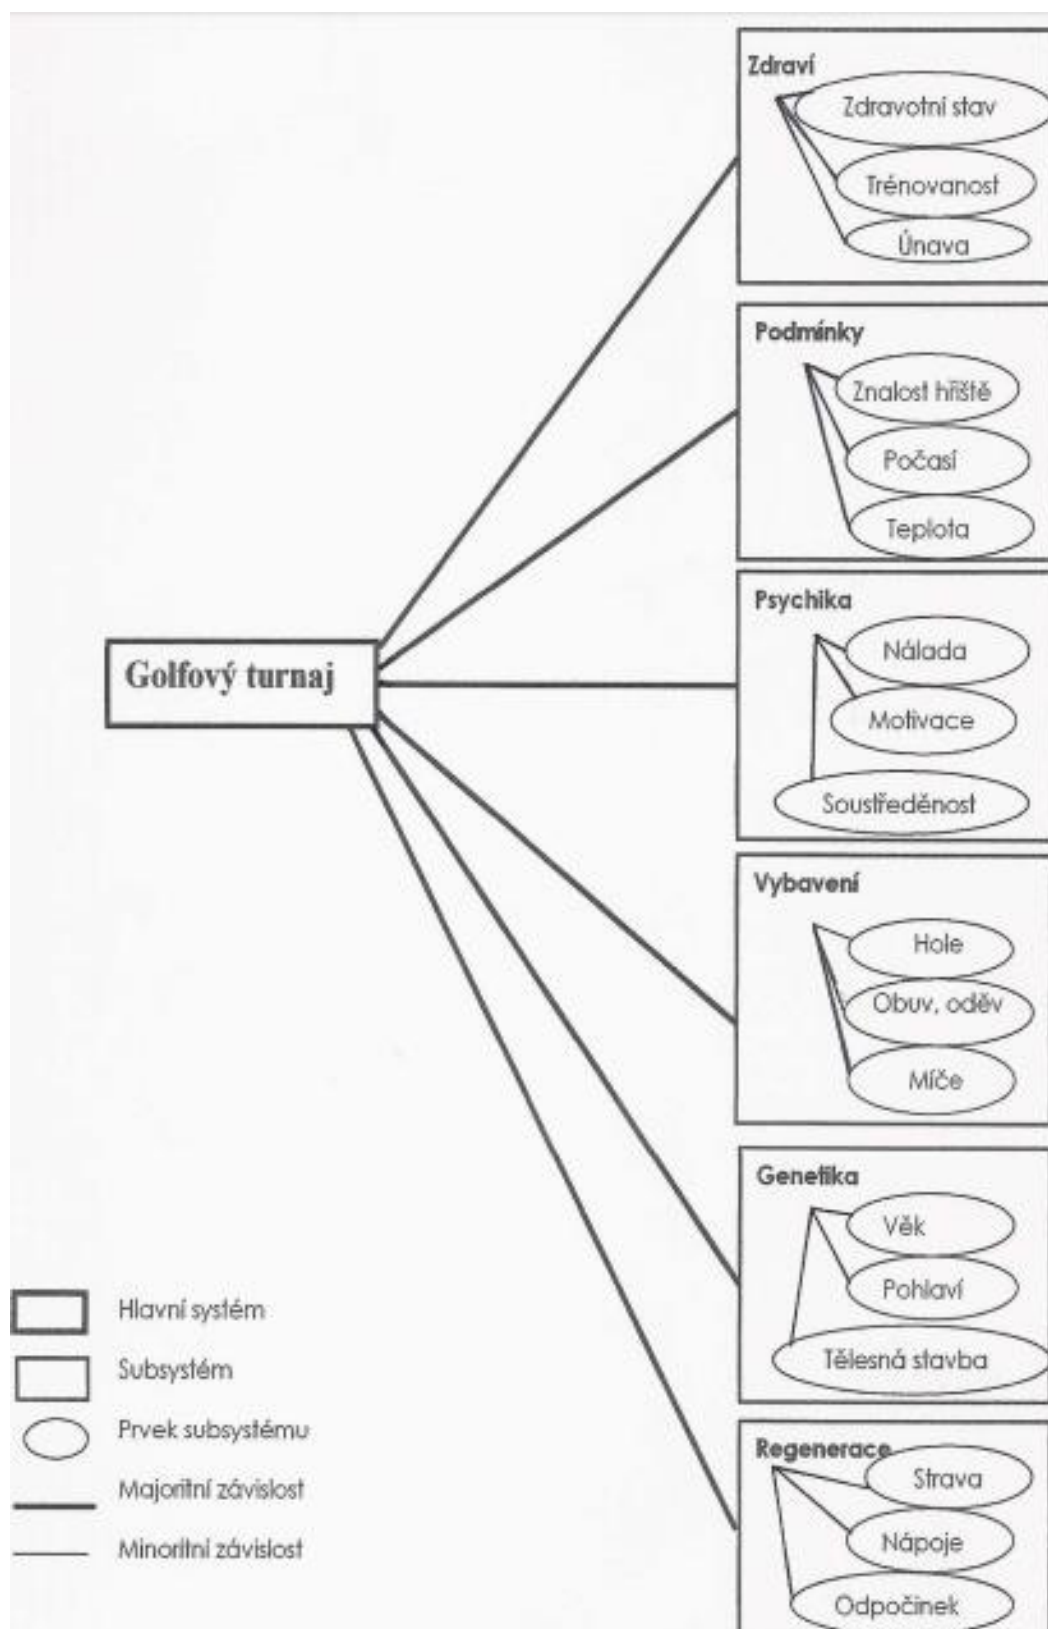 Zdraví
Zdravotní stav
Trénovanost
Únava
Podmínky
Znalost hřiště
Počasí
Teplota
Psychika
Nálada
Motivace
Soustředěnost
Golfový turnaj
Vybavení
Hole
Obuv, oděv
Míče
Genetika
Věk
Pohlaví
Tělesná stavba
Regenerace
Strava
Nápoje
Odpočinek
Hlavní systém
Subsystém
Prvek subsystému
Majoritní závislost
Minoritní závislost